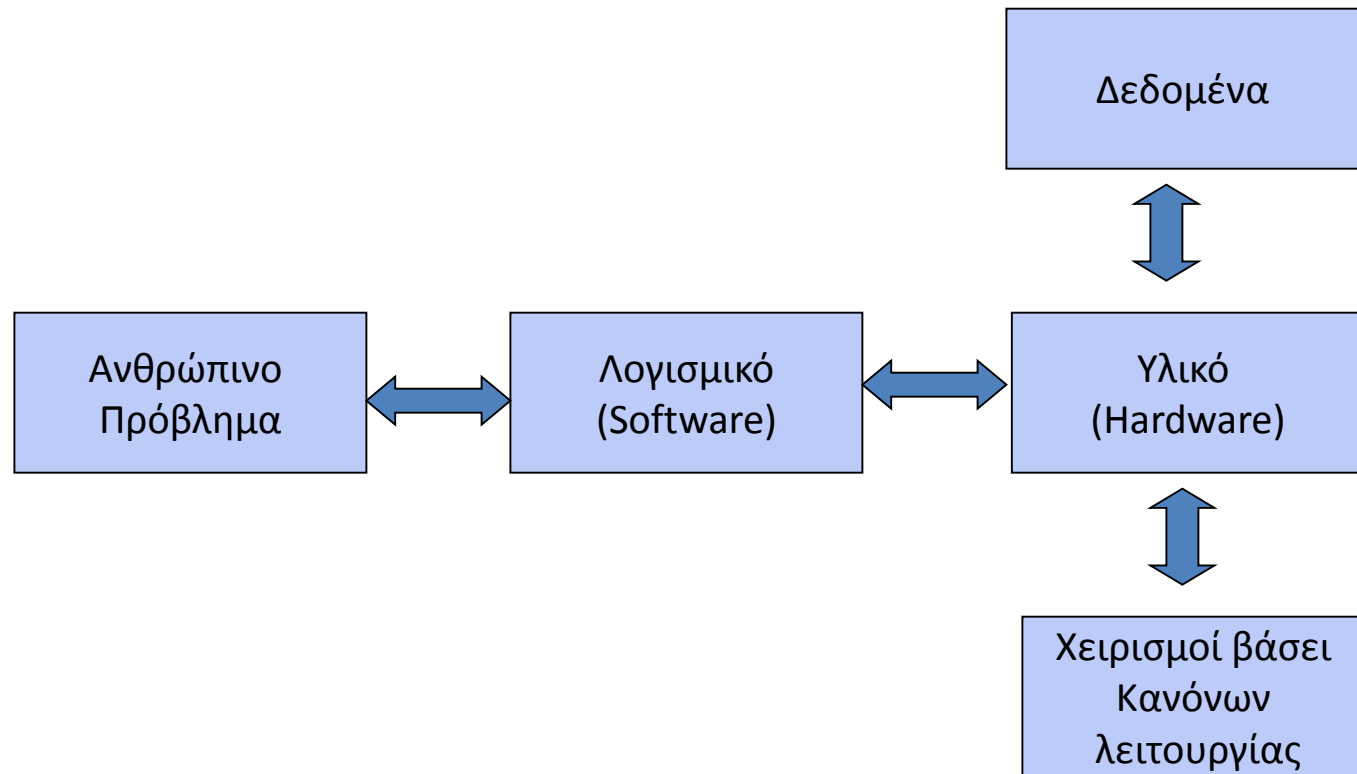 Δεδομένα
Ανθρώπινο
Πρόβλημα
Λογισμικό
(Software)
Υλικό
(Hardware)
Χειρισμοί βάσει
Κανόνων
λειτουργίας